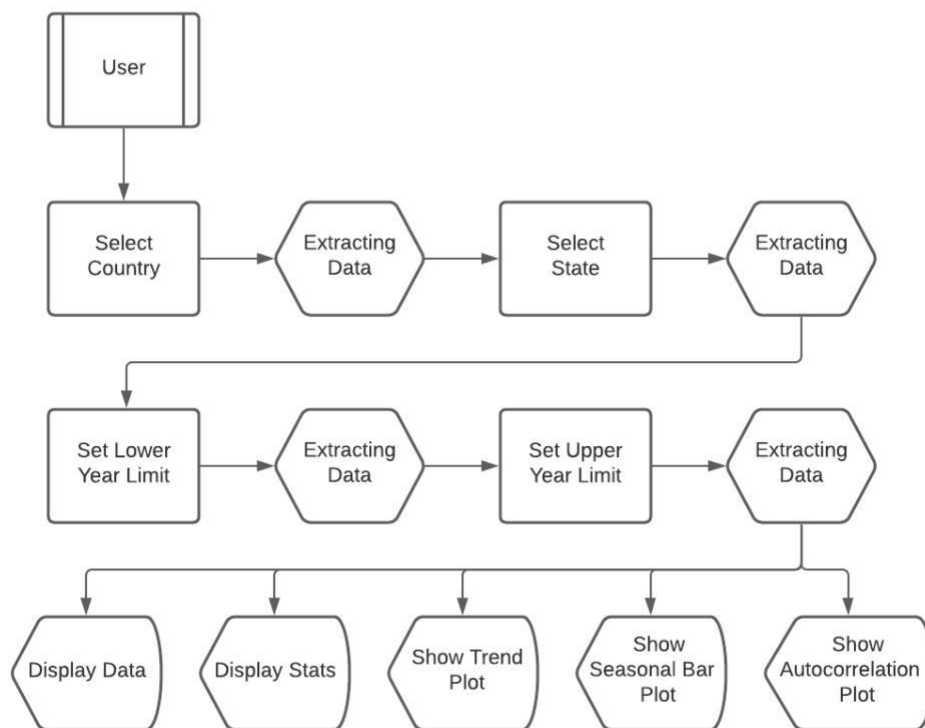 User
Select
Country
Extracting
Data
Select
State
Extracting
Data
Set Lower
Year Limit
Extracting
Data
Set Upper
Year Limit
Extracting
Data
Display Data
Display Stats
Show Trend
Plot
Show
Seasonal Bar
Plot
Show
Autocorrelation
Plot